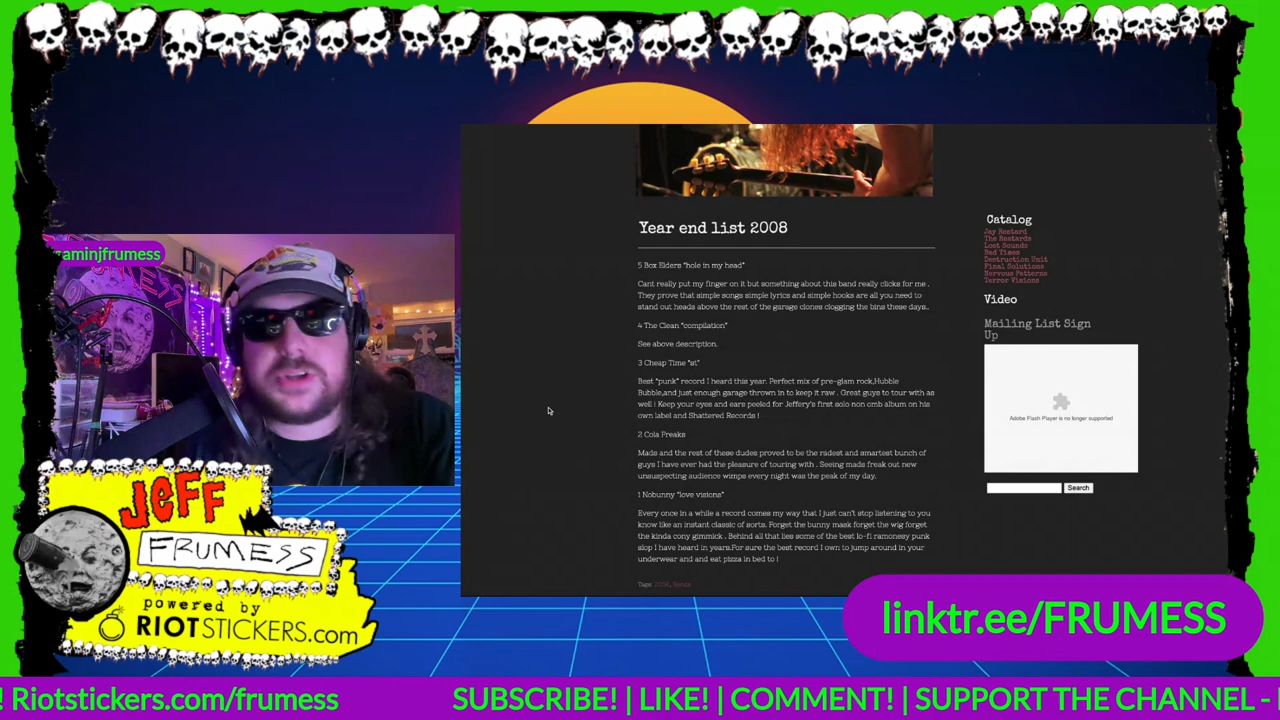 saminjfrumess
Year end list 2008
5 Box Elders "hole in my head"
Cant really put my finger on it but something about this band really clicks for me .
They prove that simple songs simple lyrics and simple hooks are all you need to
stand out heads above the rest of the garage clones clogging the bins these days..
4 The Clean "compilation"
See above description.
3 Cheap Time "st"
Best "punk" record I heard this year. Perfect mix of pre-glam rock,Hubble
Bubble,and just enough garage thrown in to keep it raw . Great guys to tour with as
well ! Keep your eyes and ears peeled for Jeffery's first solo non cmb album on his
own label and Shattered Records !
2 Cola Freaks
Mads and the rest of these dudes proved to be the radest and smartest bunch of
guys I have ever had the pleasure of touring with . Seeing mads freak out new
unsuspecting audience wimps every night was the peak of my day.
1 Nobunny "love visions"
Every once in a while a record comes my way that I just can't stop listening to you
know like an instant classic of sorts. Forget the bunny mask forget the wig forget
the kinda cony gimmick . Behind all that lies some of the best lo-fi ramonesy punk
slop I have heard in years.For sure the best record I own to jump around in your
underwear and and eat pizza in bed to !
Tags: 2008, Bands
Catalog
Jay Reatard
The Reatards
Lost Sounds
Bad Times
Destruction Unit
Final Solutions
Nervous Patterns
Terror Visions
Video
Mailing List Sign
Up
Adobe Flash Player is no longer supported
Search
JEFF
FRUMESS
powered by
RIOTSTICKERS.com
linktr.ee/FRUMESS
! Riotstickers.com/frumess SUBSCRIBE! | LIKE! | COMMENT! | SUPPORT THE CHANNEL -